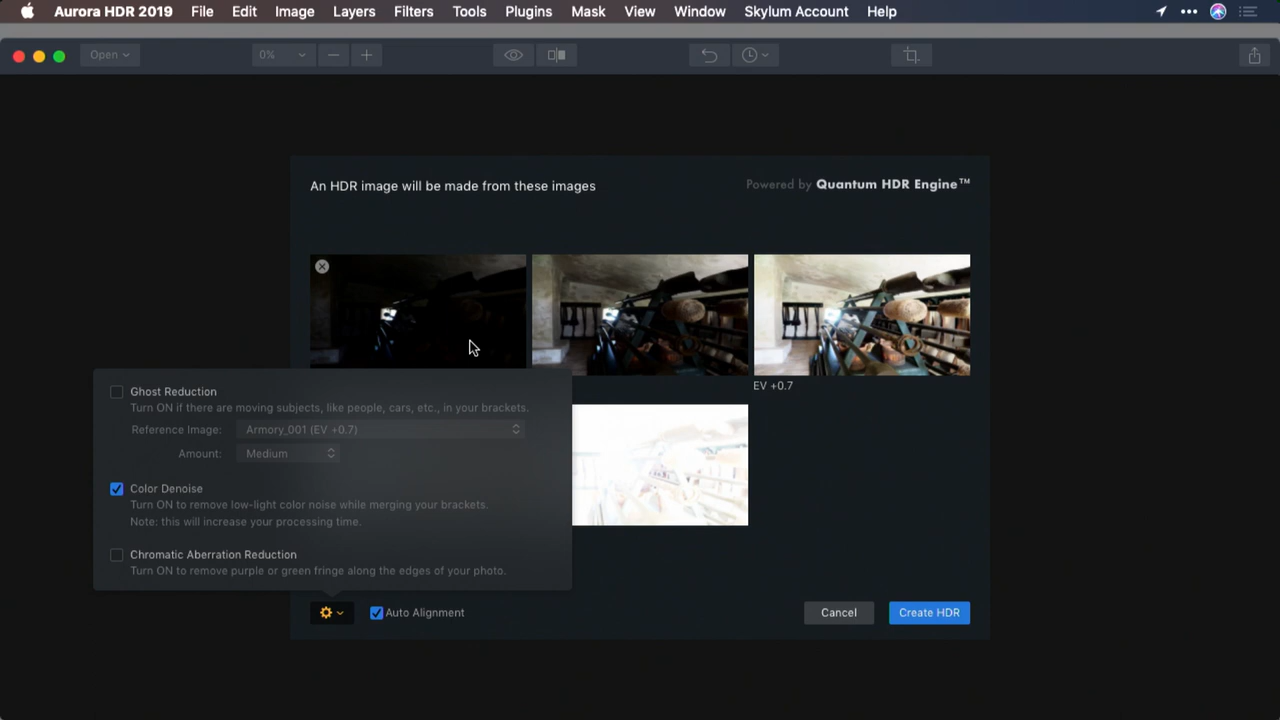 Aurora HDR 2019 File Edit Image Layers Filters Tools Plugins Mask View Window Skylum Account Help
Open 0%
An HDR image will be made from these images
Powered by Quantum HDR Engine™
EV +0.7
Ghost Reduction
Turn ON if there are moving subjects, like people, cars, etc., in your brackets.
Reference Image: Armory_001 (EV +0.7)
Amount: Medium
Color Denoise
Turn ON to remove low-light color noise while merging your brackets.
Note: this will increase your processing time.
Chromatic Aberration Reduction
Turn ON to remove purple or green fringe along the edges of your photo.
Auto Alignment
Cancel Create HDR